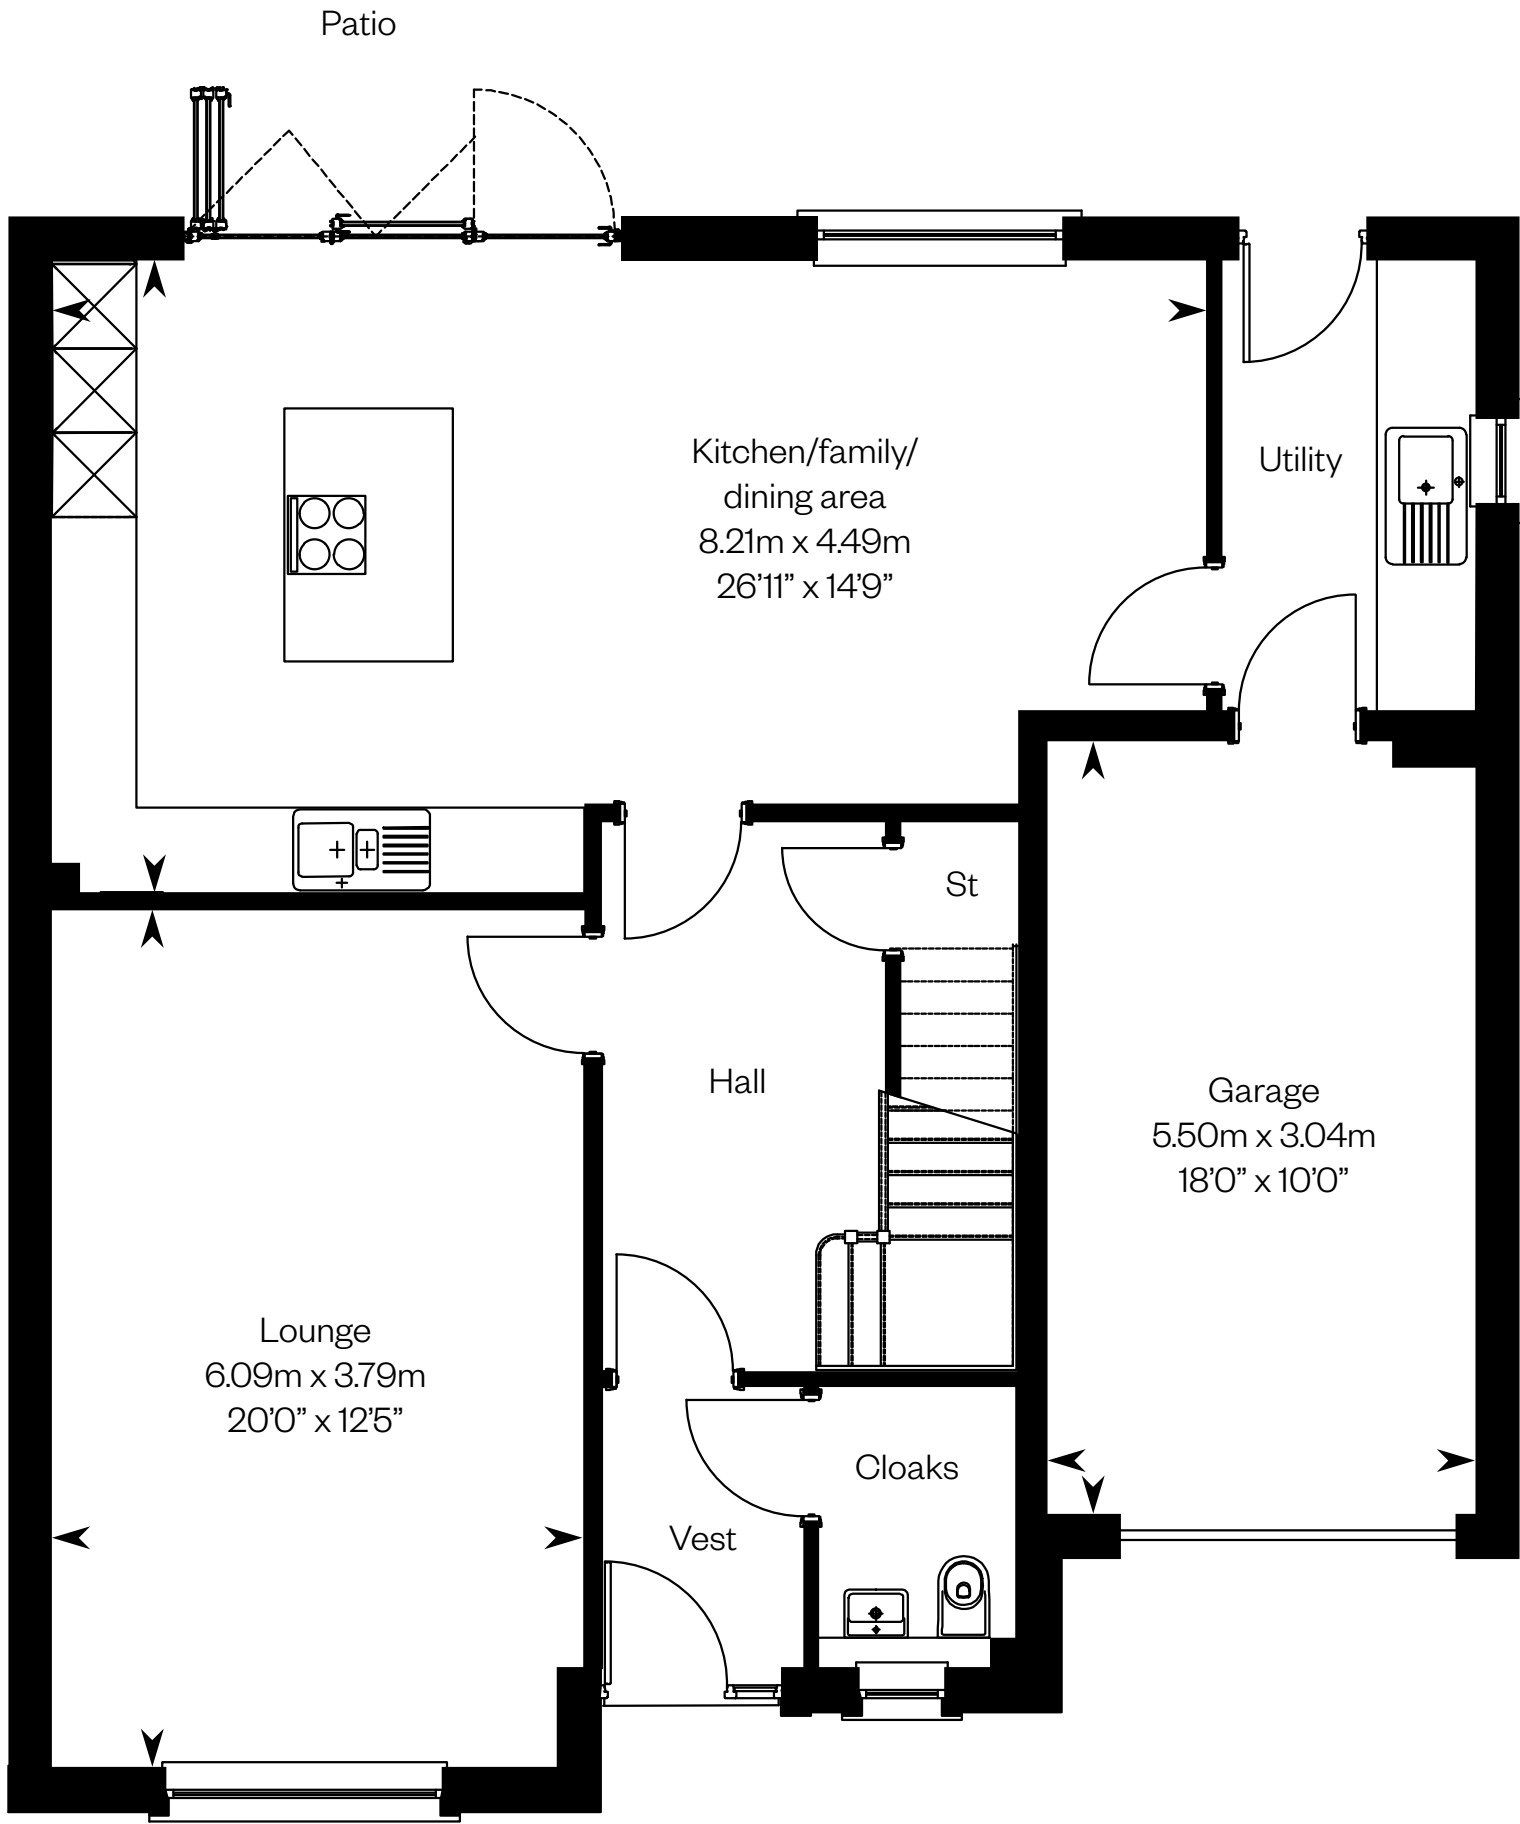 Patio
Kitchen/family/
dining area
8.21m x 4.49m
26'11” x 14'9”
Utility
St
Hall
Garage
5.50m x 3.04m
18'0” x 10'0”
Lounge
6.09m x 3.79m
20'0” x 12'5”
Cloaks
Vest